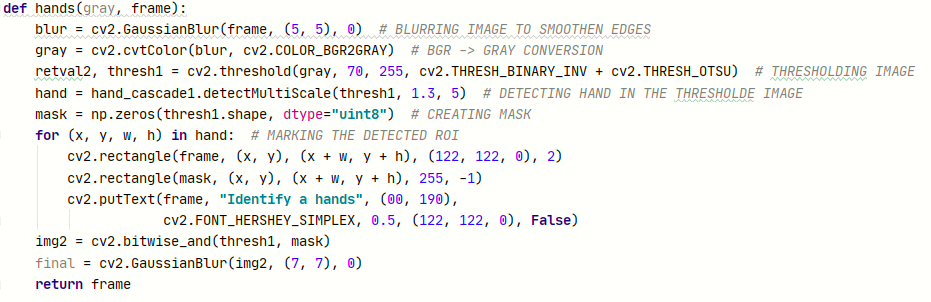 def hands(gray, frame):
    blur = cv2.GaussianBlur(frame, (5, 5), 0)  # BLURRING IMAGE TO SMOOTHEN EDGES
    gray = cv2.cvtColor(blur, cv2.COLOR_BGR2GRAY)  # BGR -> GRAY CONVERSION
    retval2, thresh1 = cv2.threshold(gray, 70, 255, cv2.THRESH_BINARY_INV + cv2.THRESH_OTSU)  # THRESHOLDING IMAGE
    hand = hand_cascade1.detectMultiScale(thresh1, 1.3, 5)  # DETECTING HAND IN THE THRESHOLDE IMAGE
    mask = np.zeros(thresh1.shape, dtype="uint8")  # CREATING MASK
    for (x, y, w, h) in hand:  # MARKING THE DETECTED ROI
        cv2.rectangle(frame, (x, y), (x + w, y + h), (122, 122, 0), 2)
        cv2.rectangle(mask, (x, y), (x + w, y + h), 255, -1)
        cv2.putText(frame, "Identify a hands", (00, 190),
                    cv2.FONT_HERSHEY_SIMPLEX, 0.5, (122, 122, 0), False)
    img2 = cv2.bitwise_and(thresh1, mask)
    final = cv2.GaussianBlur(img2, (7, 7), 0)
    return frame